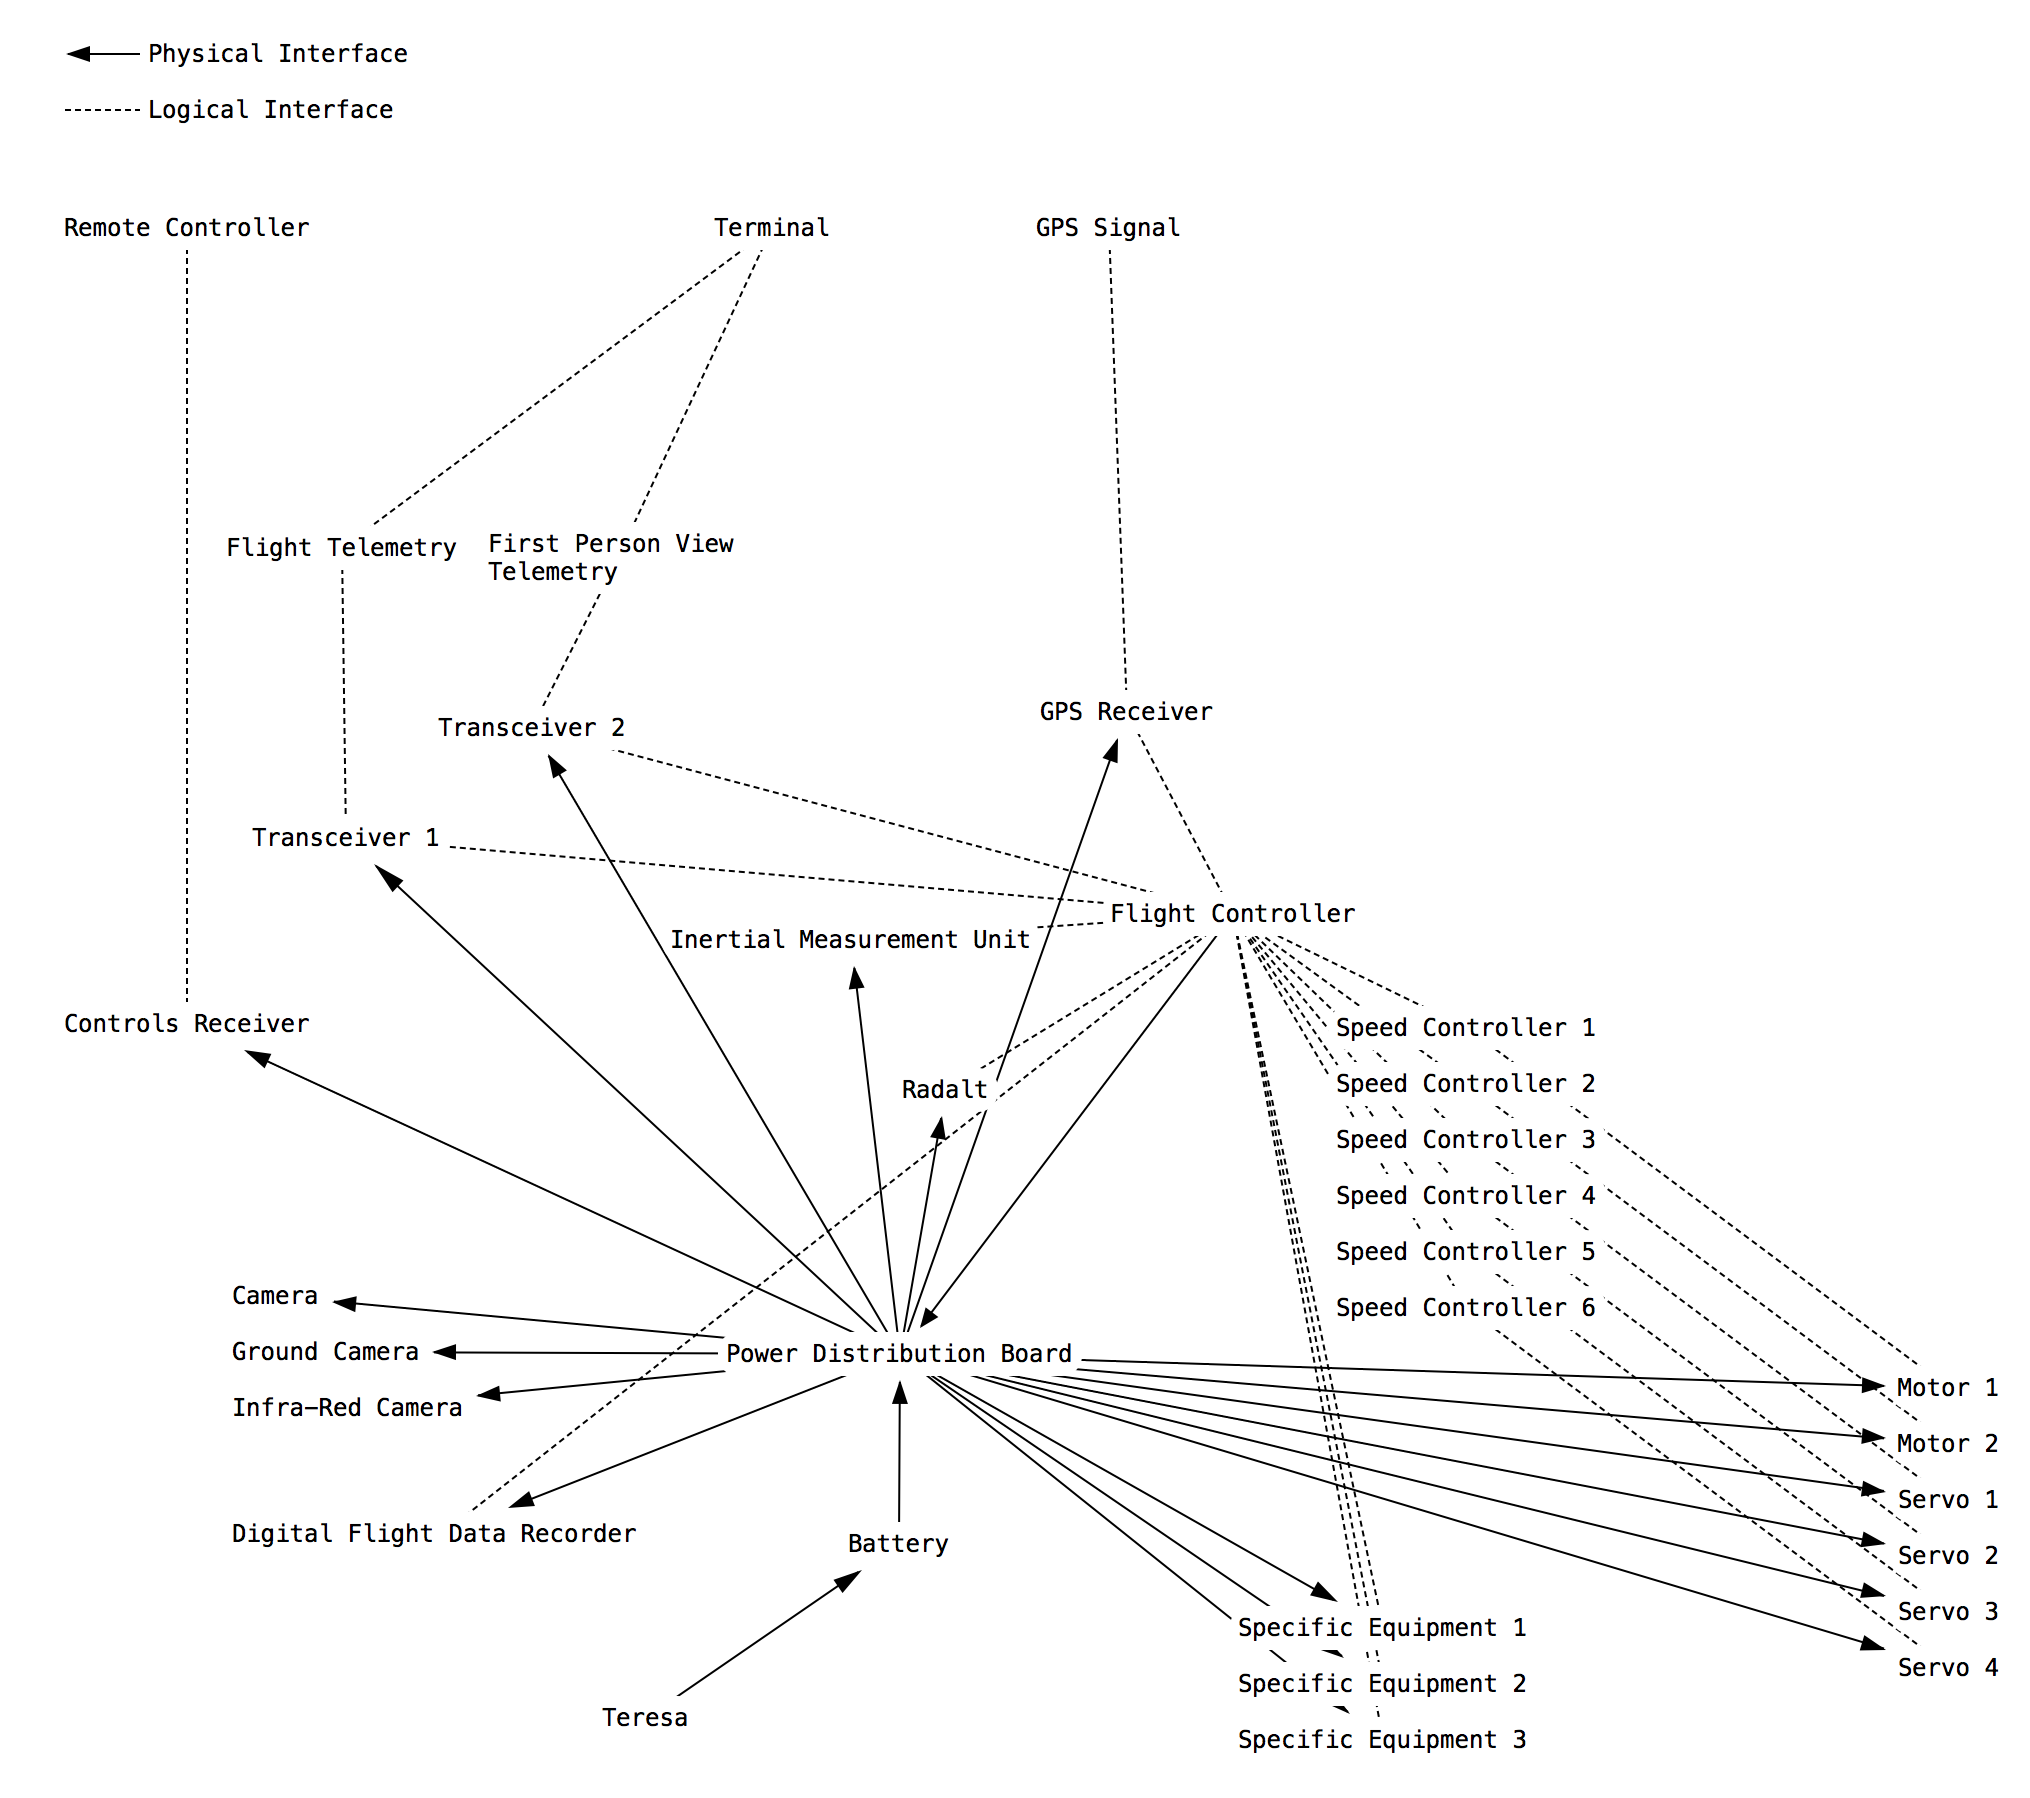 Physical Interface
Logical Interface
Remote Controller
Terminal
GPS Signal
Flight Telemetry
First Person View
Telemetry
Transceiver 2
GPS Receiver
Transceiver 1
Flight Controller
Inertial Measurement Unit
Controls Receiver
Speed Controller 1
Radalt
Speed Controller 2
Speed Controller 3
Speed Controller 4
Speed Controller 5
Speed Controller 6
Camera
Ground Camera
Power Distribution Board
Infra-Red Camera
Motor 1
Motor 2
Servo 1
Digital Flight Data Recorder
Battery
Servo 2
Servo 3
Specific Equipment 1
Servo 4
Specific Equipment 2
Teresa
Specific Equipment 3